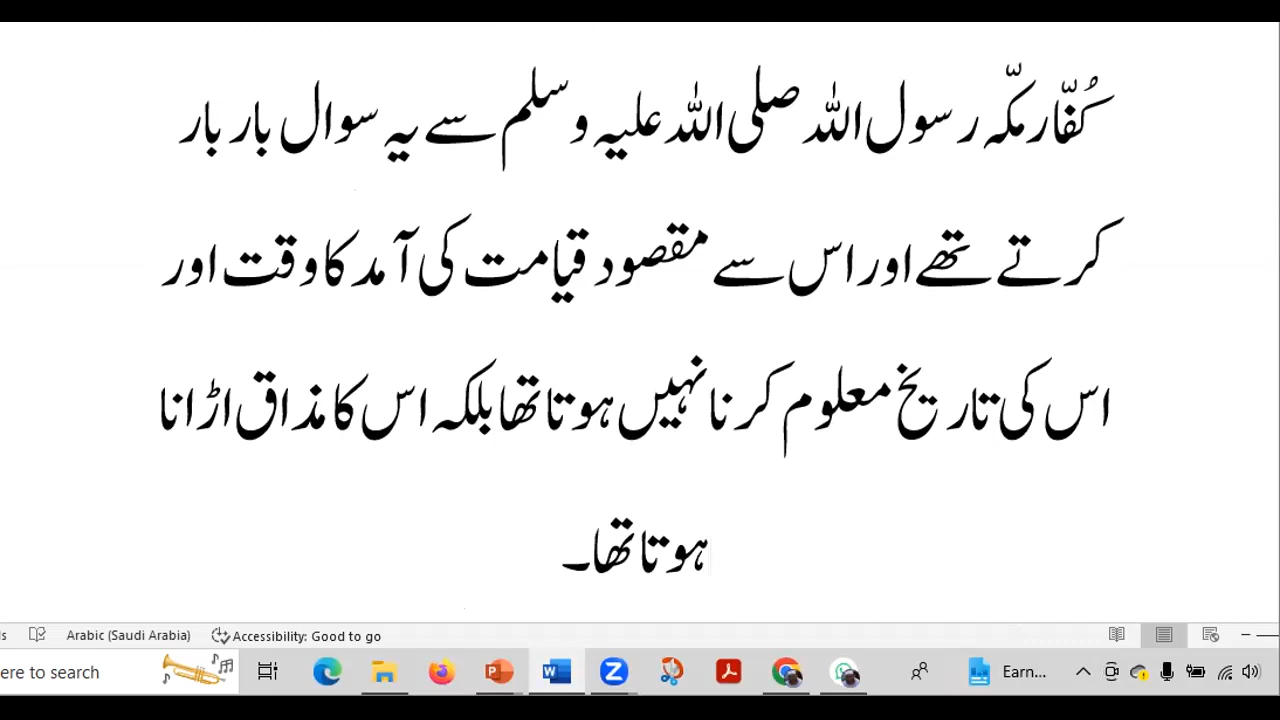 کُفّار مکّہ رسول اللہ صلی اللہ علیہ وسلم سے یہ سوال بار بار
کرتے تھے اور اس سے مقصود قیامت کی آمد کا وقت اور
اس کی تاریخ معلوم کرنا نہیں ہوتا تھا بلکہ اس کا مذاق اڑانا
ہوتا تھا۔
Arabic (Saudi Arabia) Accessibility: Good to go
ere to search Earn...